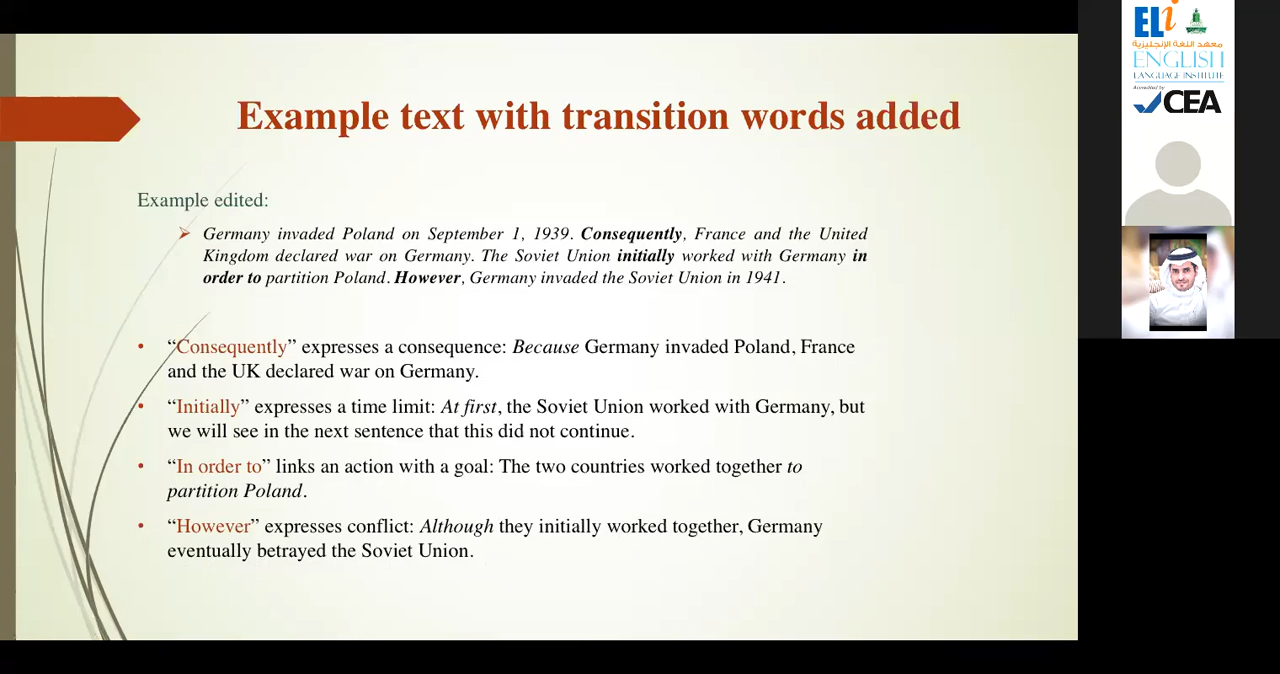 Example text with transition words added
Example edited:
Germany invaded Poland on September 1, 1939. Consequently, France and the United
Kingdom declared war on Germany. The Soviet Union initially worked with Germany in
order to partition Poland. However, Germany invaded the Soviet Union in 1941.
• “Consequently” expresses a consequence: Because Germany invaded Poland, France
and the UK declared war on Germany.
• “Initially” expresses a time limit: At first, the Soviet Union worked with Germany, but
we will see in the next sentence that this did not continue.
• “In order to” links an action with a goal: The two countries worked together to
partition Poland.
• “However” expresses conflict: Although they initially worked together, Germany
eventually betrayed the Soviet Union.
ELi
معهد اللغة الإنجليزية
ENGLISH
LANGUAGE INSTITUTE
Accredited by
CEA